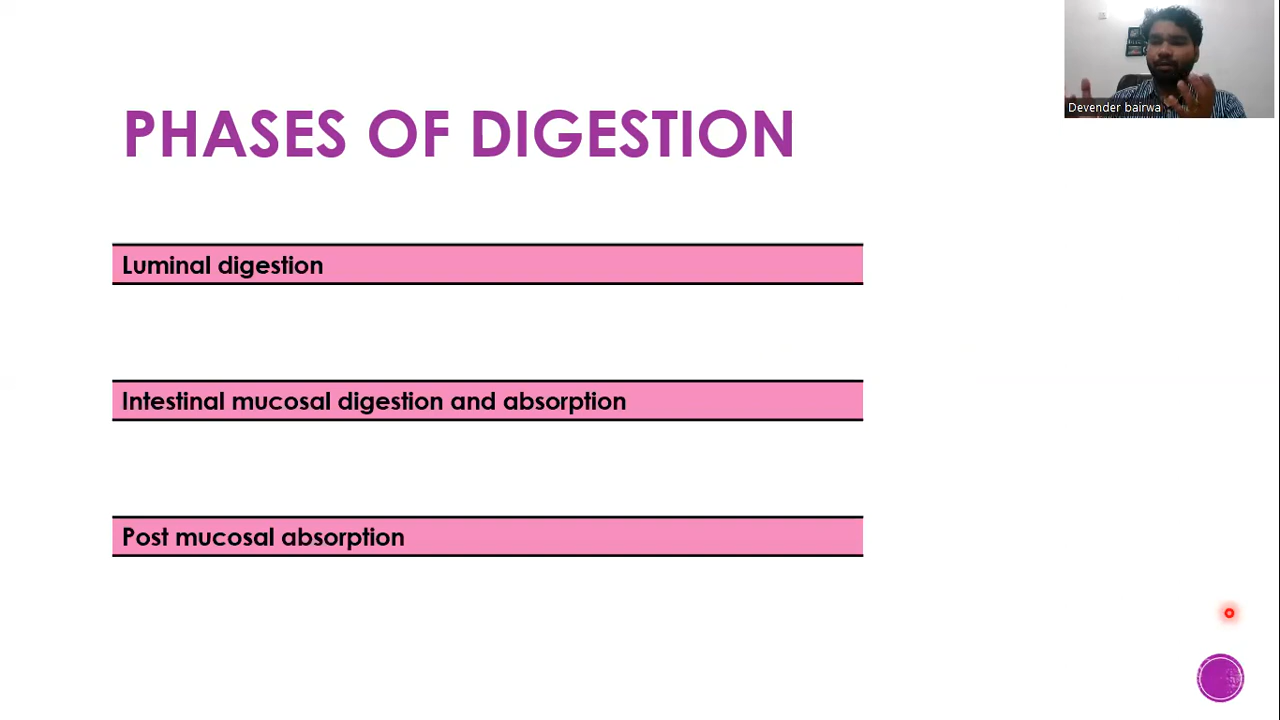 Devender bairwa
PHASES OF DIGESTION
Luminal digestion
Intestinal mucosal digestion and absorption
Post mucosal absorption